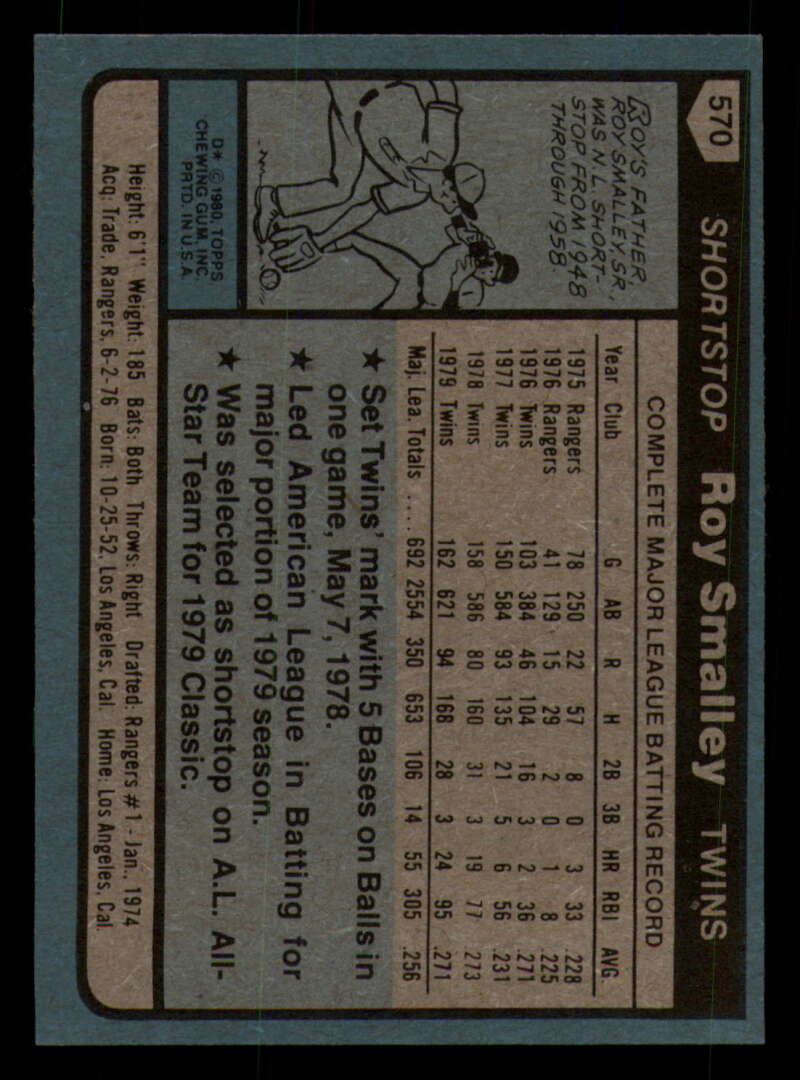 570 SHORTSTOP Roy Smalley TWINS
ROY'S FATHER,
ROY SMALLEY, SR.,
WAS N.L. SHORT-
STOP FROM 1948
THROUGH 1958.
D* © 1980, TOPPS
CHEWING GUM, INC.
PRTD. IN U.S.A.
COMPLETE MAJOR LEAGUE BATTING RECORD
Year Club G AB R H 2B 3B HR RBI AVG.
1975 Rangers 78 250 22 57 8 0 3 33 .228
1976 Rangers 41 129 15 29 2 0 1 8 .225
1976 Twins 103 384 46 104 16 3 2 36 .271
1977 Twins 150 584 93 135 21 5 6 56 .231
1978 Twins 158 586 80 160 31 3 19 77 .273
1979 Twins 162 621 94 168 28 3 24 95 .271
Maj. Lea. Totals .... 692 2554 350 653 106 14 55 305 .256
★ Set Twins' mark with 5 Bases on Balls in
one game, May 7, 1978.
★ Led American League in Batting for
major portion of 1979 season.
★ Was selected as shortstop on A.L. All-
Star Team for 1979 Classic.
Height: 6'1" Weight: 185 Bats: Both Throws: Right Drafted: Rangers #1 - Jan., 1974
Acq: Trade, Rangers, 6-2-76 Born: 10-25-52, Los Angeles, Cal. Home: Los Angeles, Cal.